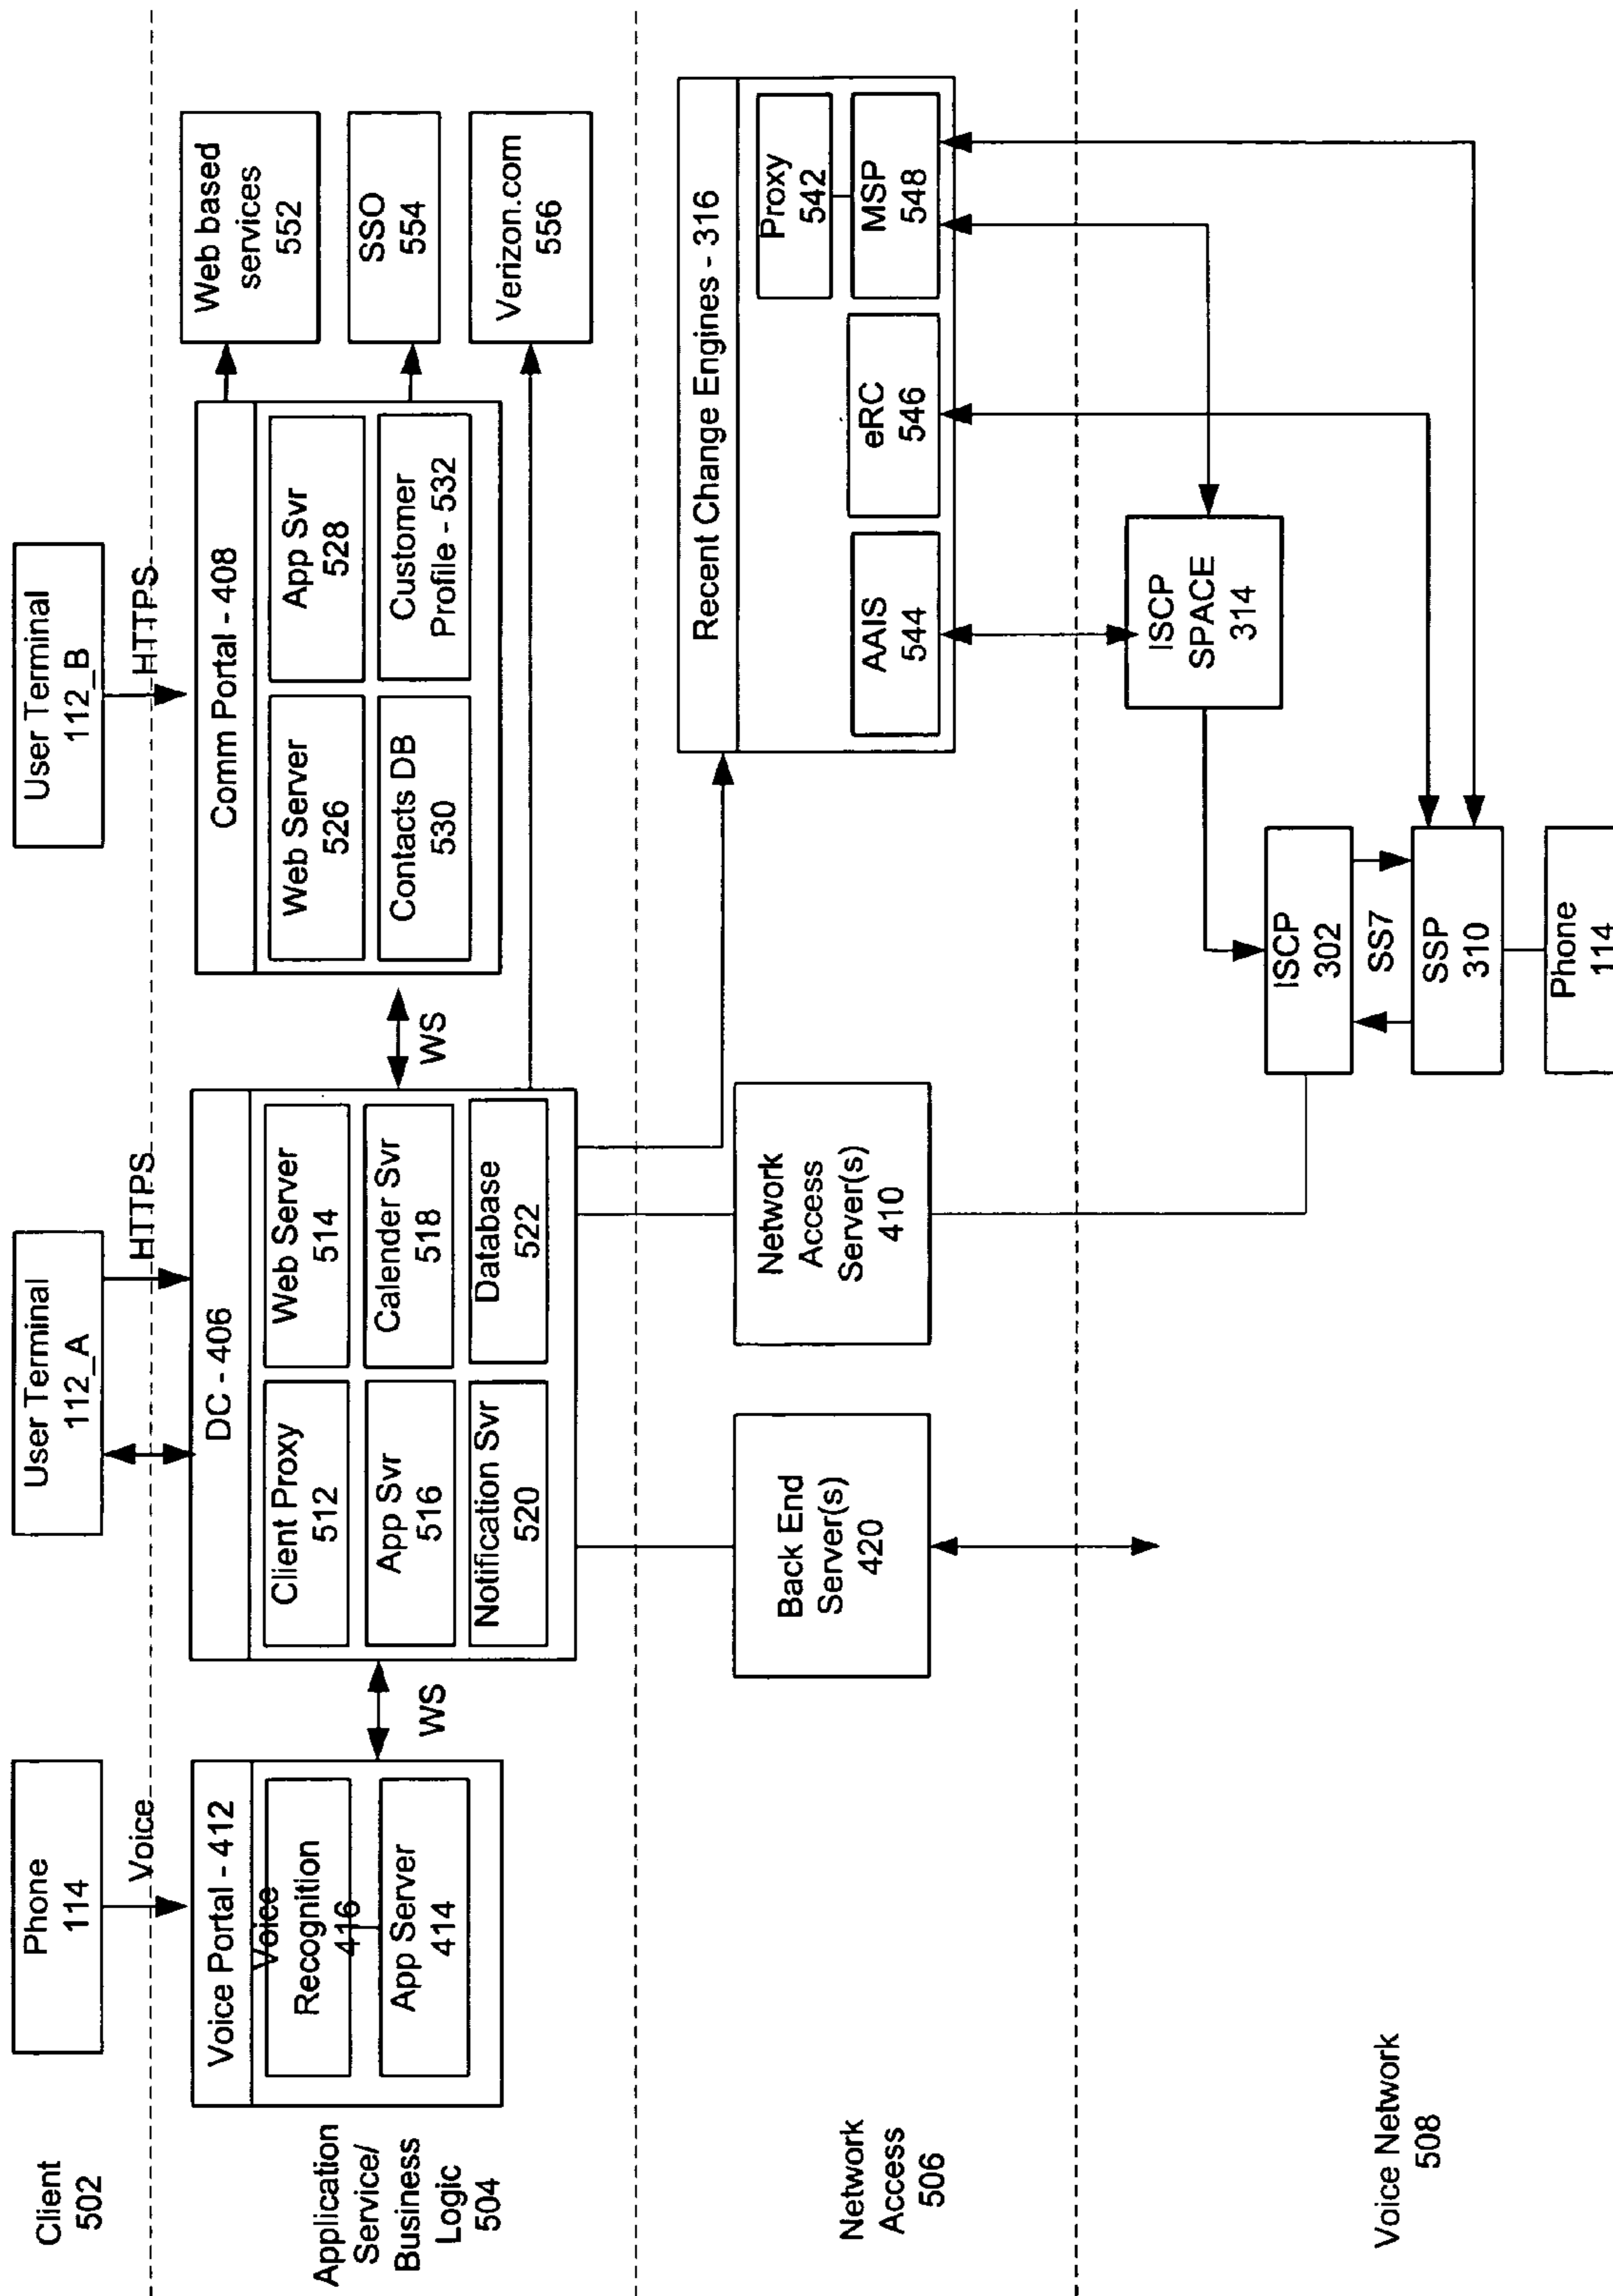 Client
502
Phone
114
User Terminal
112_A
User Terminal
112_B
Voice
HTTPS
HTTPS
Application
Service/
Business
Logic
504
Voice Portal - 412
Voice
Recognition
416
App Server
414
WS
DC - 406
Client Proxy
512
Web Server
514
App Svr
516
Calender Svr
518
Notification Svr
520
Database
522
WS
Comm Portal - 408
Web Server
526
App Svr
528
Contacts DB
530
Customer
Profile - 532
Web based
services
552
SSO
554
Verizon.com
556
Network
Access
506
Back End
Server(s)
420
Network
Access
Server(s)
410
Recent Change Engines - 316
Proxy
542
AAIS
544
eRC
546
MSP
548
Voice Network
508
ISCP
SPACE
314
ISCP
302
SS7
SSP
310
Phone
114